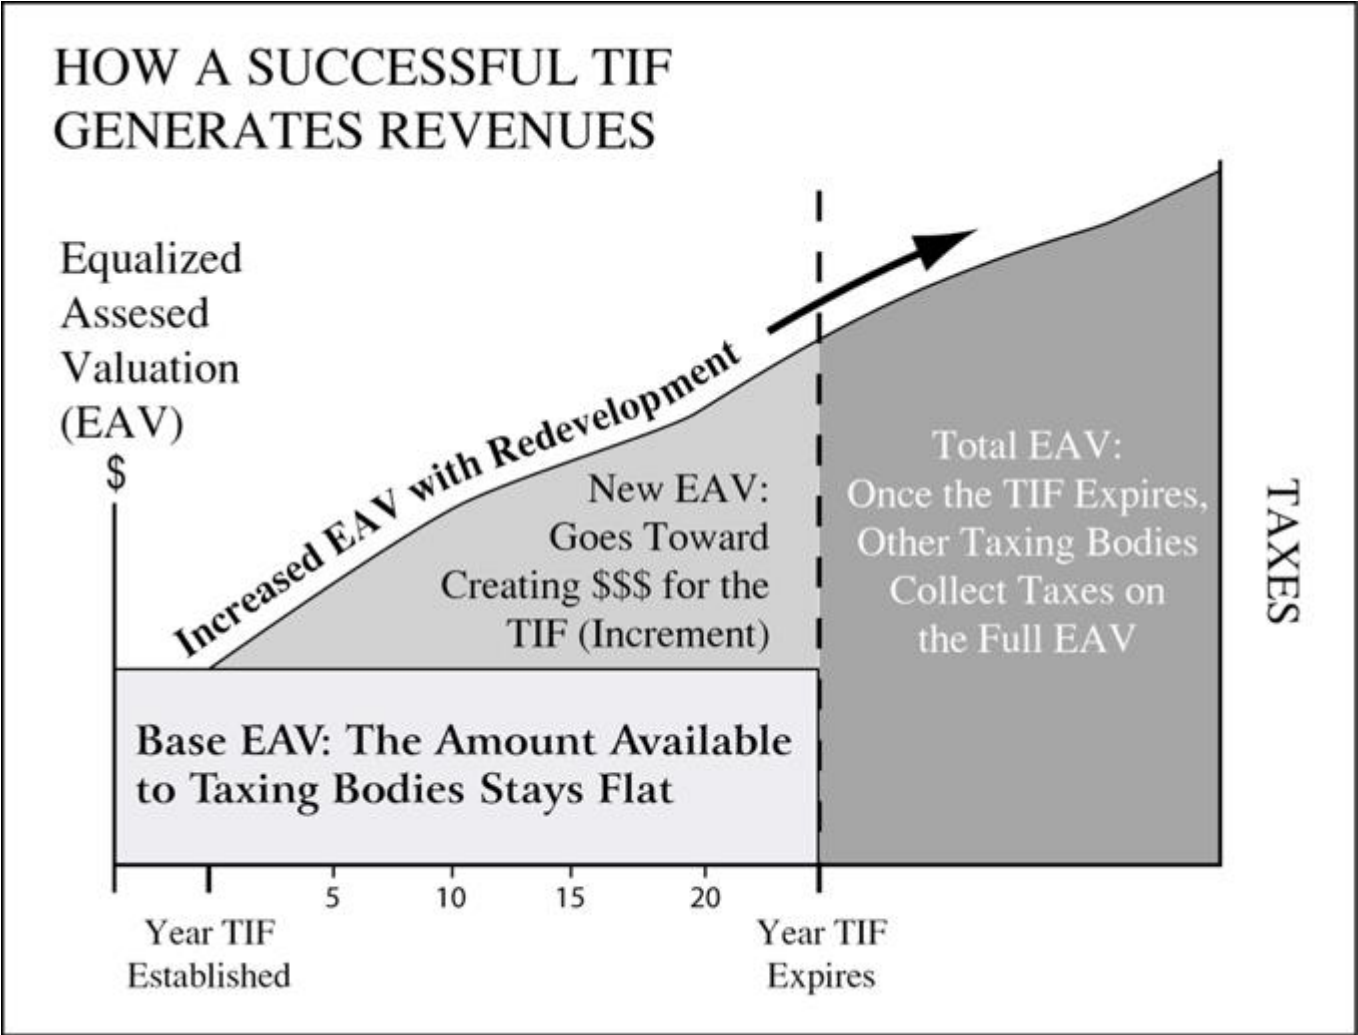 HOW A SUCCESSFUL TIF
GENERATES REVENUES
Equalized
Assesed
Valuation
(EAV)
$
Increased EAV with Redevelopment
New EAV:
Goes Toward
Creating $$$ for the
TIF (Increment)
Total EAV:
Once the TIF Expires,
Other Taxing Bodies
Collect Taxes on
the Full EAV
TAXES
Base EAV: The Amount Available
to Taxing Bodies Stays Flat
5 10 15 20
Year TIF
Established
Year TIF
Expires